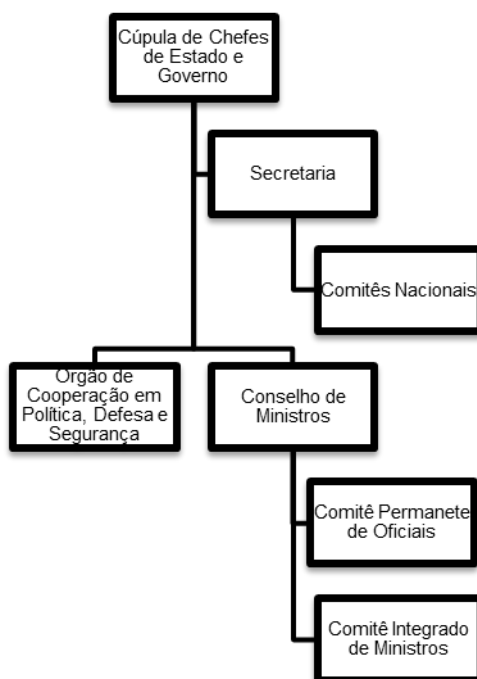 Cúpula de Chefes
de Estado e
Governo
Secretaria
Comitês Nacionais
Orgão de
Cooperação em
Política, Defesa e
Segurança
Conselho de
Ministros
Comitê Permanete
de Oficiais
Comitê Integrado
de Ministros